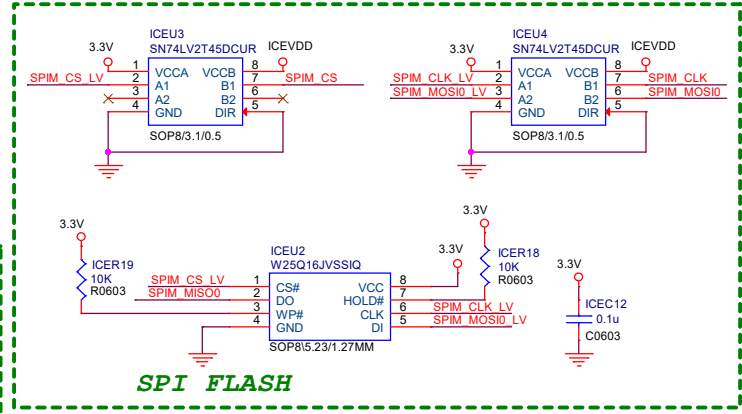 ICEU3
SN74LV2T45DCUR
3.3V
ICEVDD
SPIM_CS_LV
1 VCCA VCCB 8
2 A1 B1 7
3 A2 B2 6
4 GND DIR 5
SPIM_CS
SOP8/3.1/0.5
ICEU4
SN74LV2T45DCUR
3.3V
ICEVDD
SPIM_CLK_LV
SPIM_MOSI0_LV
1 VCCA VCCB 8
2 A1 B1 7
3 A2 B2 6
4 GND DIR 5
SPIM_CLK
SPIM_MOSI0
SOP8/3.1/0.5
3.3V
ICER19
10K
R0603
ICEU2
W25Q16JVSSIQ
SPIM_CS_LV
SPIM_MISO0
1 CS# VCC 8
2 DO HOLD# 7
3 WP# CLK 6
4 GND DI 5
SPIM_CLK_LV
SPIM_MOSI0_LV
SOP8\5.23/1.27MM
3.3V
3.3V
ICER18
10K
R0603
3.3V
ICEC12
0.1u
C0603
SPI FLASH